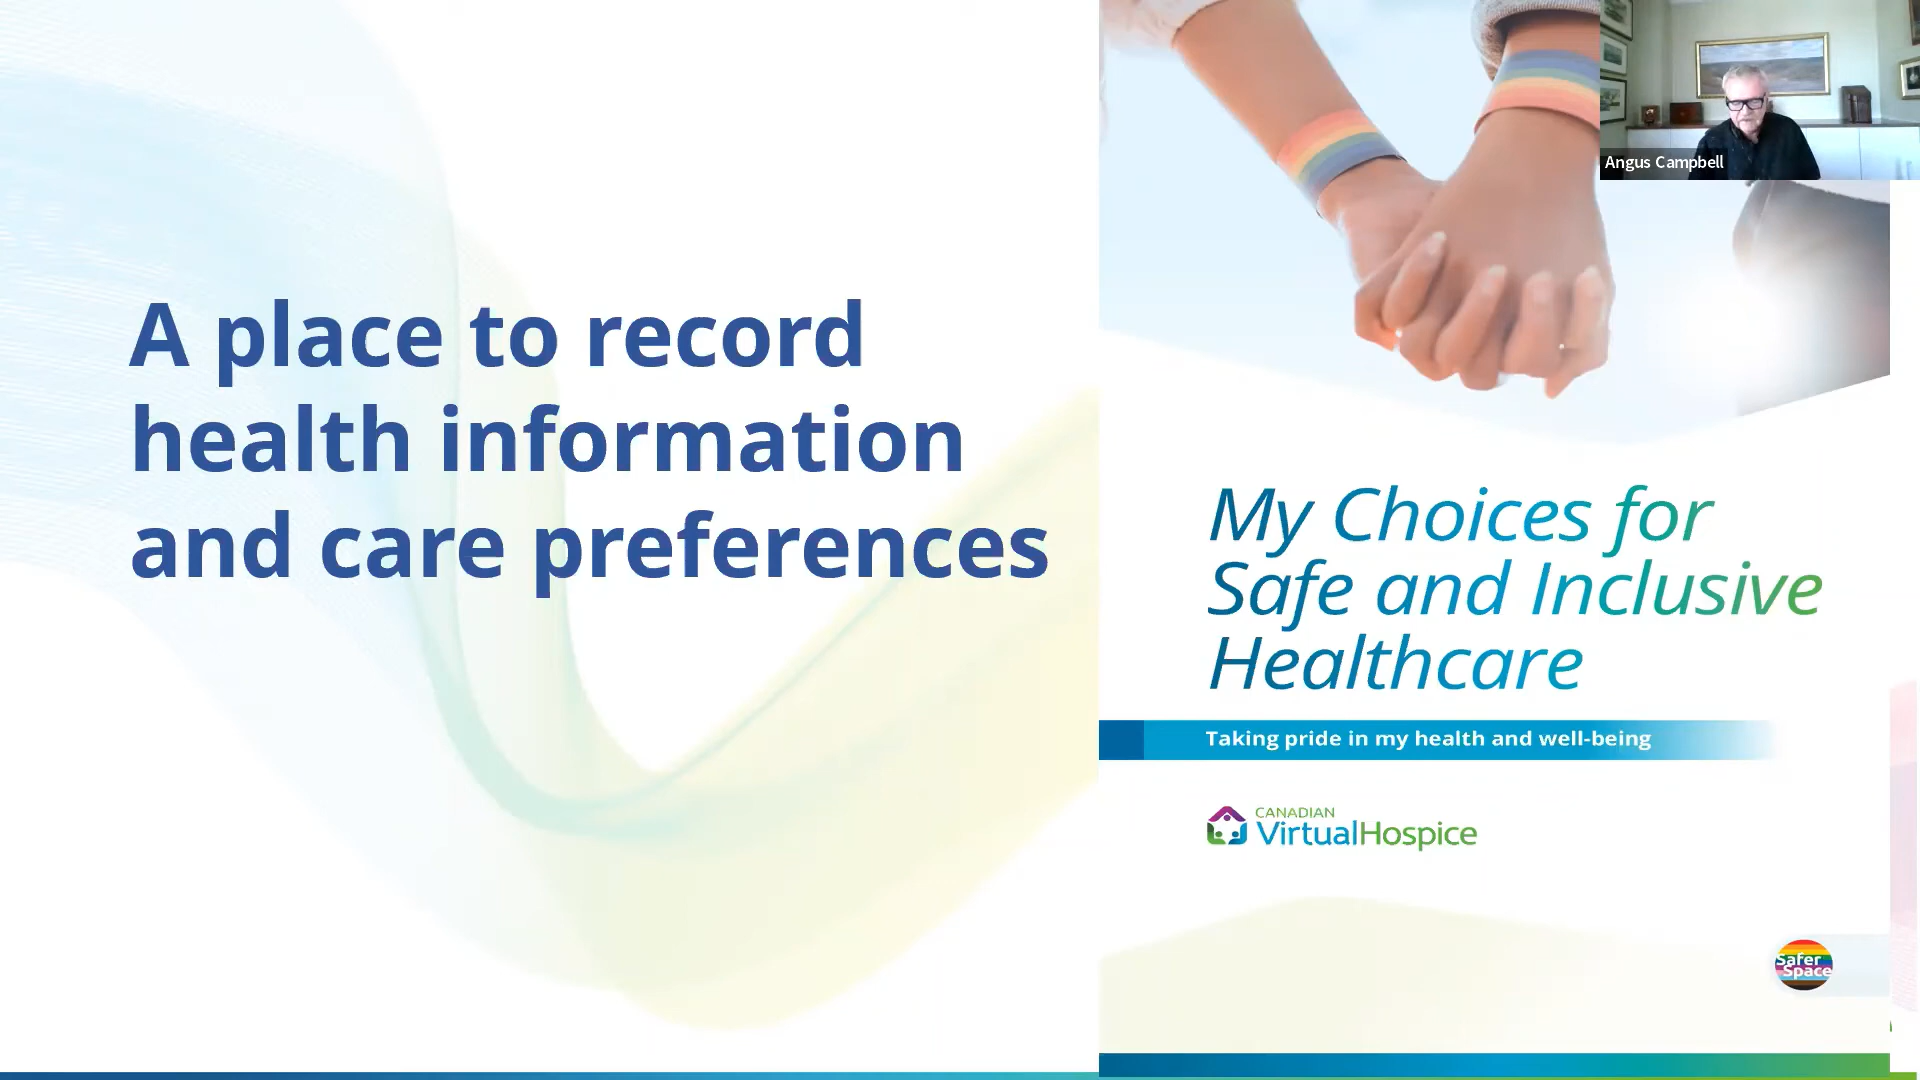 A place to record
health information
and care preferences
Angus Campbell
My Choices for
Safe and Inclusive
Healthcare
Taking pride in my health and well-being
CANADIAN
VirtualHospice
Safer
Space